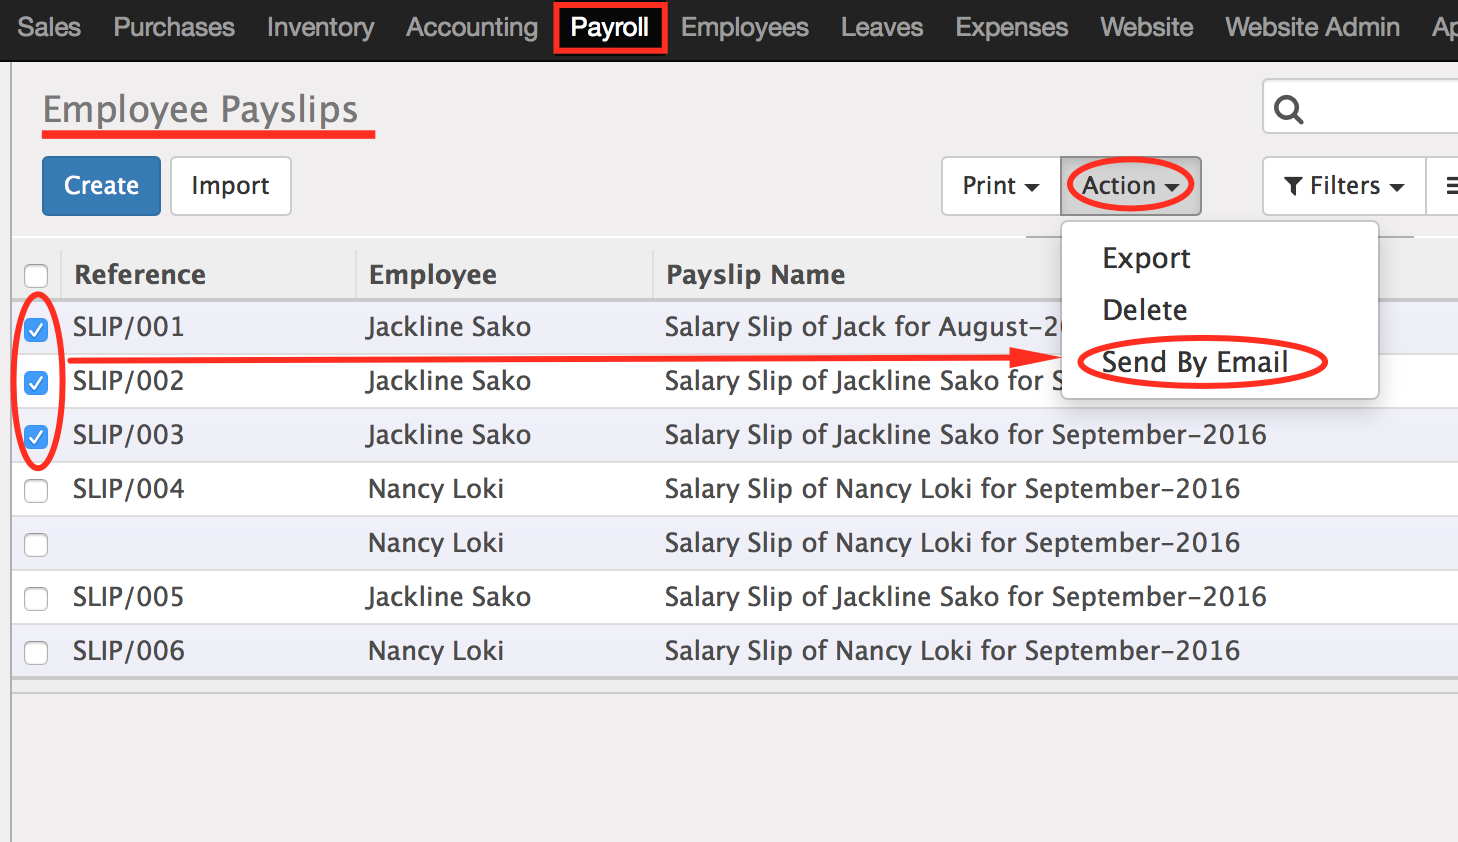 Sales Purchases Inventory Accounting Payroll Employees Leaves Expenses Website Website Admin
Employee Payslips
Create Import Print Action Filters
Export
Delete
Send By Email
Reference Employee Payslip Name
SLIP/001 Jackline Sako Salary Slip of Jack for August-2
SLIP/002 Jackline Sako Salary Slip of Jackline Sako for
SLIP/003 Jackline Sako Salary Slip of Jackline Sako for September-2016
SLIP/004 Nancy Loki Salary Slip of Nancy Loki for September-2016
Nancy Loki Salary Slip of Nancy Loki for September-2016
SLIP/005 Jackline Sako Salary Slip of Jackline Sako for September-2016
SLIP/006 Nancy Loki Salary Slip of Nancy Loki for September-2016